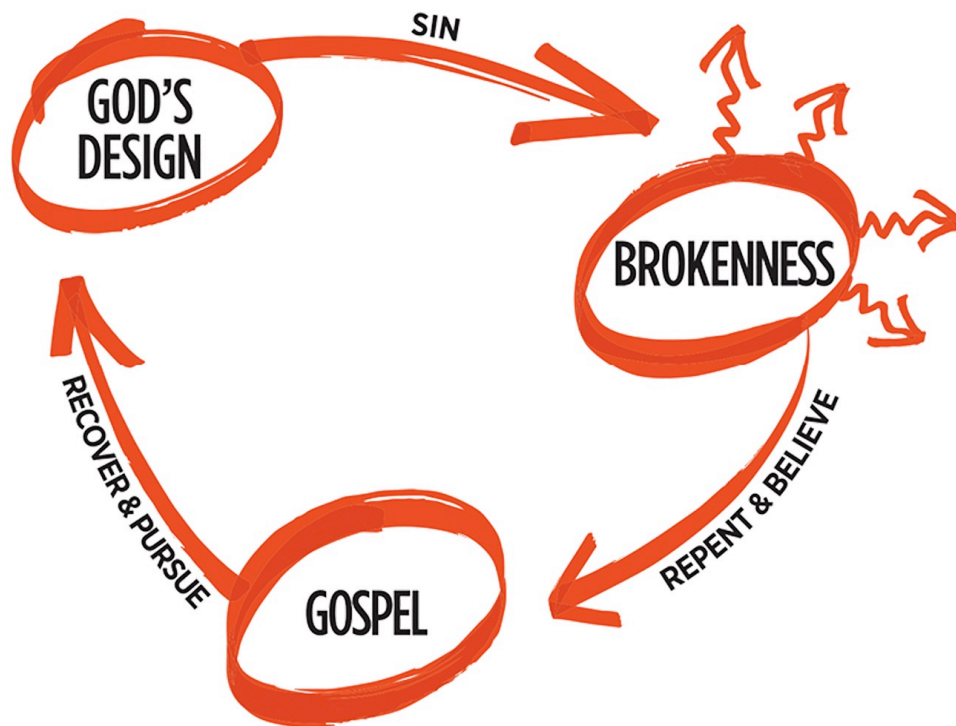 SIN
GOD'S
DESIGN
BROKENNESS
REPENT & BELIEVE
GOSPEL
RECOVER & PURSUE